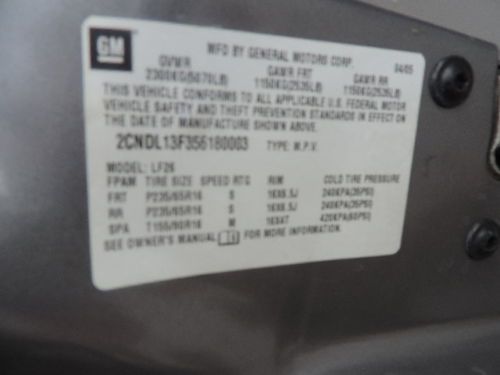 GM
MFD BY GENERAL MOTORS CORP. 04/05
GVWR GAWR FRT GAWR RR
2300KG(5070LB) 1150KG(2535LB) 1150KG(2535LB)
THIS VEHICLE CONFORMS TO ALL APPLICABLE U.S. FEDERAL MOTOR
VEHICLE SAFETY AND THEFT PREVENTION STANDARDS IN EFFECT ON
THE DATE OF MANUFACTURE SHOWN ABOVE.
2CNDL13F356180003 TYPE: M.P.V.
MODEL: LF26
TIRE SIZE SPEED RTG RIM COLD TIRE PRESSURE
FRT P235/65R16 S 16X6.5J 240KPA(35PSI)
RR P235/65R16 S 16X6.5J 240KPA(35PSI)
SPA M 16X4T 420KPA(60PSI)
SEE OWNER'S MANUAL FOR MORE INFORMATION.